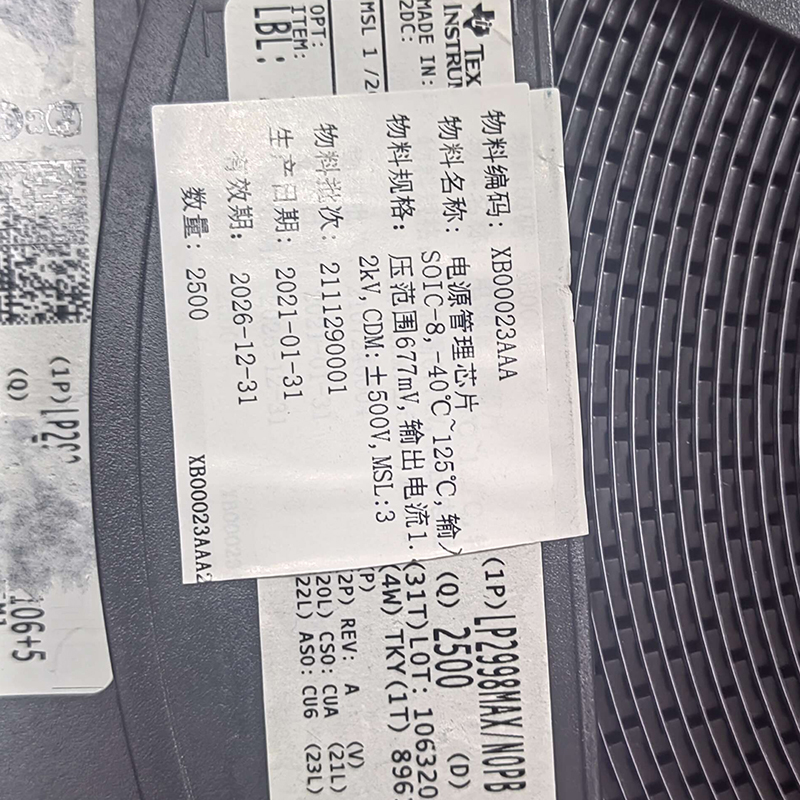 TEX
INSTRUM
MADE IN:
2DC:
MSL 1 /2
OPT:
ITEM:
LBL:
物料编码: XB00023AAA
物料名称: 电源管理芯片
SOIC-8, -40℃~125℃, 输
物料规格: 压范围677mV, 输出电流1.
2kV, CDM: ±500V, MSL:3
物料批次: 2111290001
生产日期: 2021-01-31
有效期: 2026-12-31
数量: 2500
XB00023AAA2
(1P) LP2998MAX/NOPB
(Q) 2500 (D)
(31T) LOT: 106320
(4W) TKY (1T) 896
P)
2P) REV: A (V)
20L) CSO: CUA (21L)
22L) ASO: CU6 (23L)
(1P) LP29
(Q)
106+5